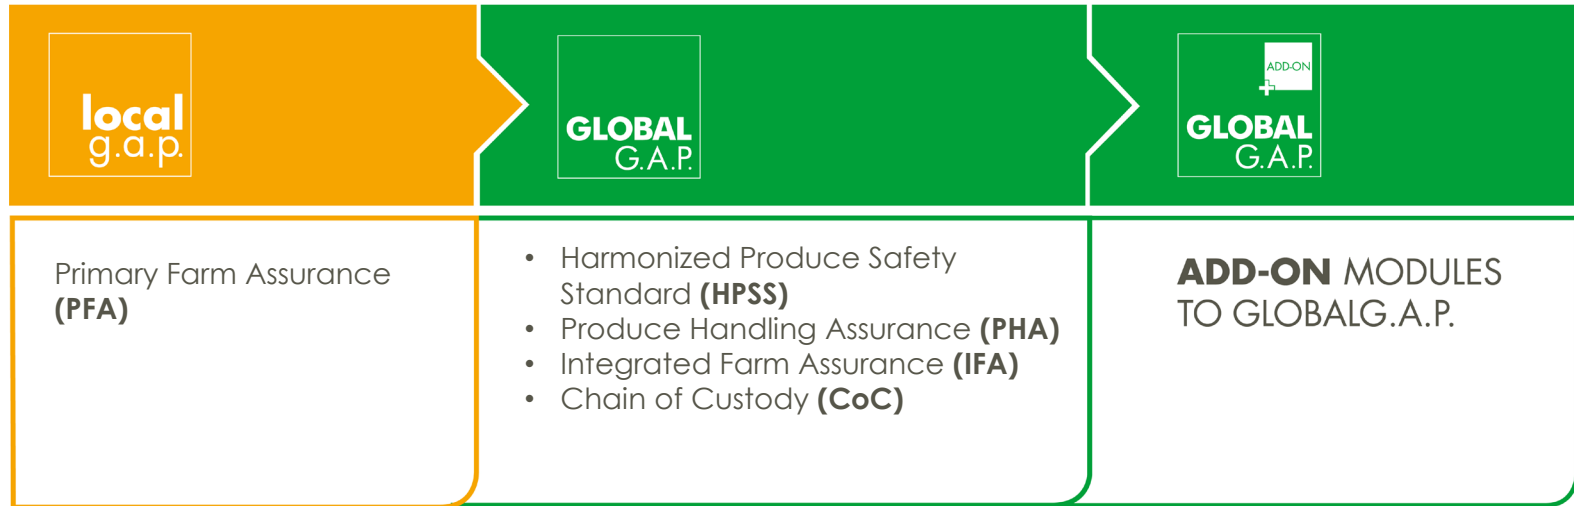 local
g.a.p.
GLOBAL
G.A.P.
ADD-ON
+
GLOBAL
G.A.P.
Primary Farm Assurance
(PFA)
• Harmonized Produce Safety
Standard (HPSS)
• Produce Handling Assurance (PHA)
• Integrated Farm Assurance (IFA)
• Chain of Custody (CoC)
ADD-ON MODULES
TO GLOBALG.A.P.